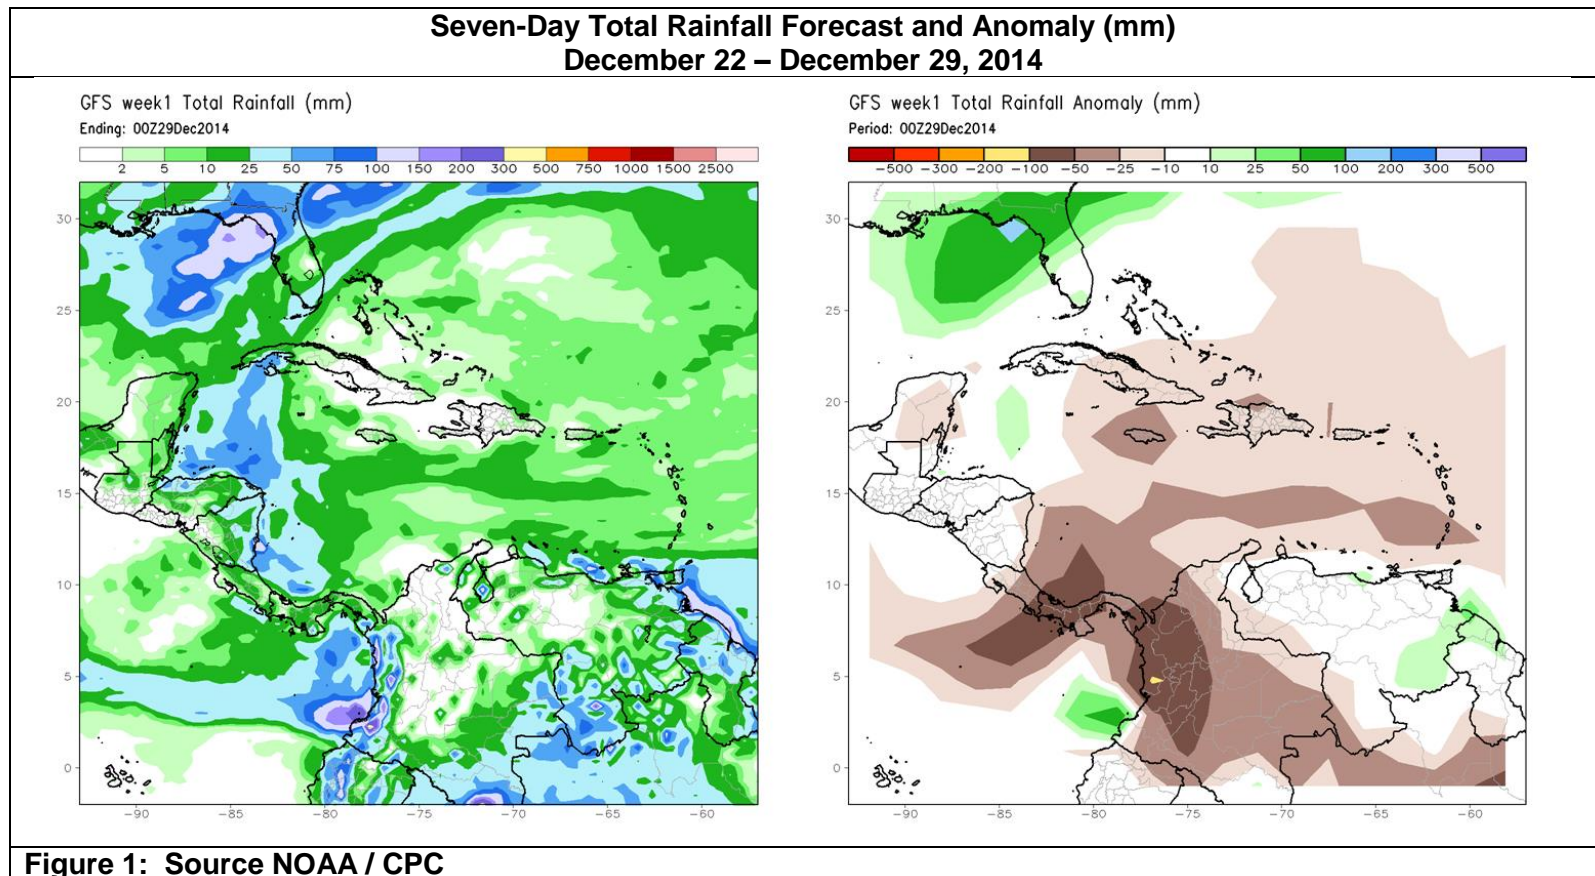 Seven-Day Total Rainfall Forecast and Anomaly (mm)
December 22 – December 29, 2014
GFS week1 Total Rainfall (mm)
Ending: 00Z29Dec2014
2 5 10 25 50 75 100 150 200 300 500 750 1000 1500 2500
30
25
20
15
10
5
0
-90 -85 -80 -75 -70 -65 -60
GFS week1 Total Rainfall Anomaly (mm)
Period: 00Z29Dec2014
-500 -300 -200 -100 -50 -25 -10 10 25 50 100 200 300 500
30
25
20
15
10
5
0
-90 -85 -80 -75 -70 -65 -60
Figure 1: Source NOAA / CPC